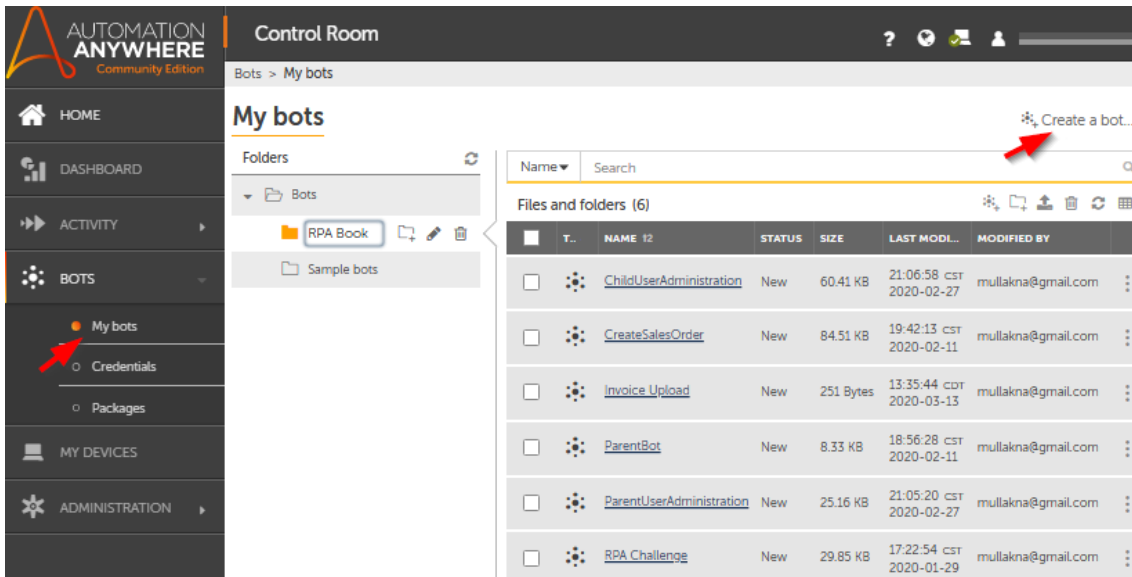 AUTOMATION
ANYWHERE
Community Edition
Control Room
?
Bots > My bots
HOME
DASHBOARD
ACTIVITY
BOTS
My bots
Credentials
Packages
MY DEVICES
ADMINISTRATION
My bots
Create a bot...
Folders
Bots
RPA Book
Sample bots
Name
Search
Files and folders (6)
T... NAME ↑2 STATUS SIZE LAST MODI... MODIFIED BY
ChildUserAdministration New 60.41 KB 21:06:58 CST 2020-02-27 mullakna@gmail.com
CreateSalesOrder New 84.51 KB 19:42:13 CST 2020-02-11 mullakna@gmail.com
Invoice Upload New 251 Bytes 13:35:44 CDT 2020-03-13 mullakna@gmail.com
ParentBot New 8.33 KB 18:56:28 CST 2020-02-11 mullakna@gmail.com
ParentUserAdministration New 25.16 KB 21:05:20 CST 2020-02-27 mullakna@gmail.com
RPA Challenge New 29.85 KB 17:22:54 CST 2020-01-29 mullakna@gmail.com